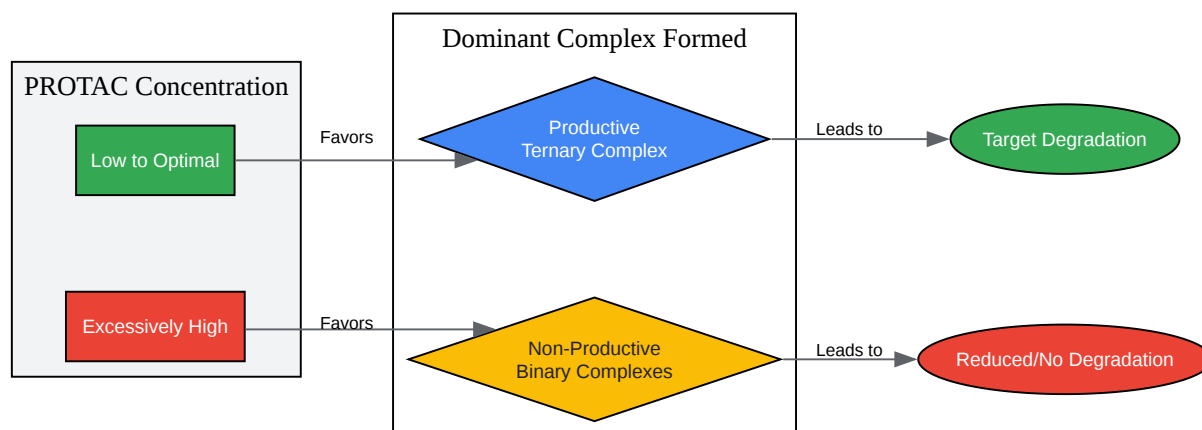 Dominant Complex Formed
PROTAC Concentration
Low to Optimal
Favors
Productive
Ternary Complex
Leads to
Target Degradation
Excessively High
Favors
Non-Productive
Binary Complexes
Leads to
Reduced/No Degradation